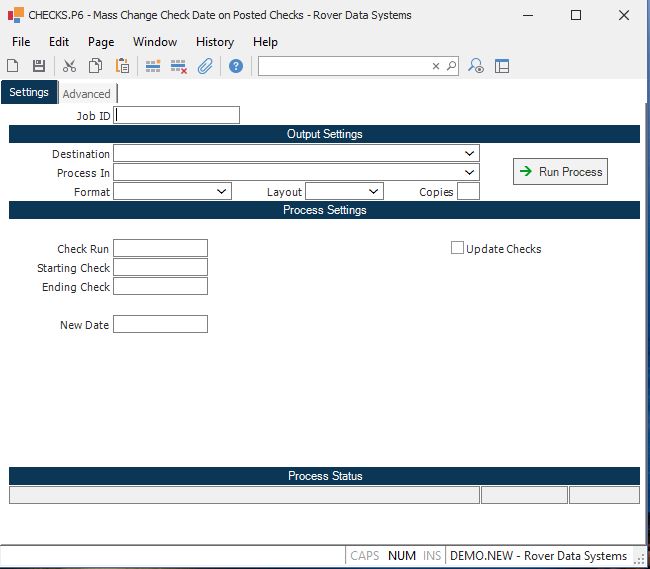 CHECKS.P6 - Mass Change Check Date on Posted Checks - Rover Data Systems
File Edit Page Window History Help
Settings Advanced
Job ID
Output Settings
Destination
Process In
Run Process
Format Layout Copies
Process Settings
Check Run Update Checks
Starting Check
Ending Check
New Date
Process Status
CAPS NUM INS DEMO.NEW - Rover Data Systems